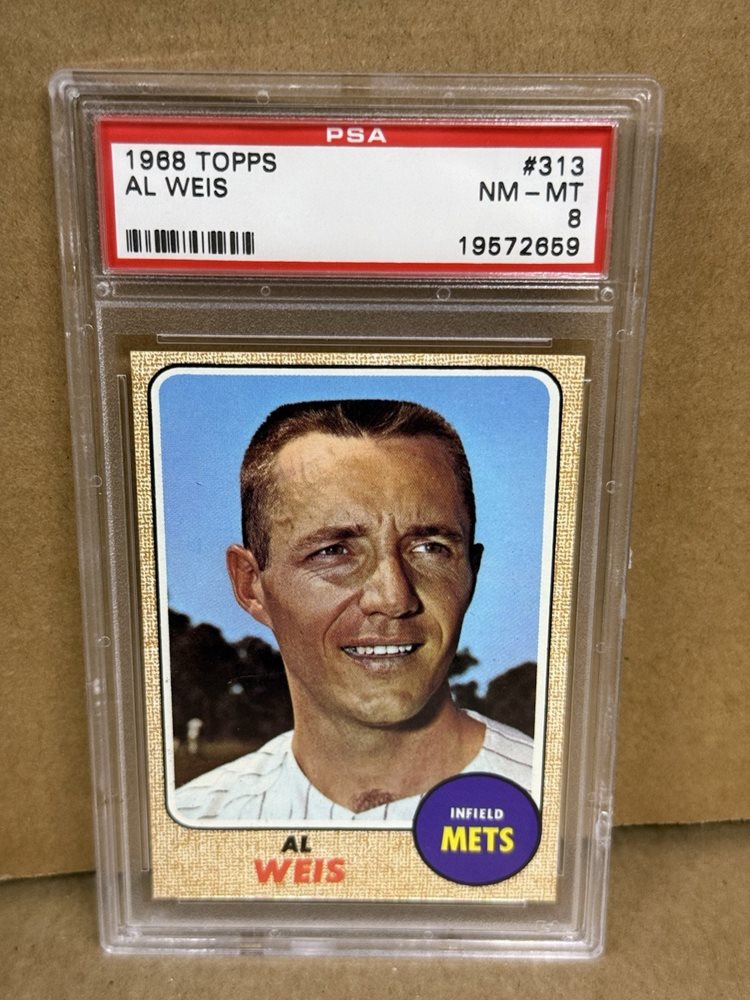 PSA
1968 TOPPS #313
AL WEIS NM-MT
8
19572659
INFIELD
METS
AL
WEIS